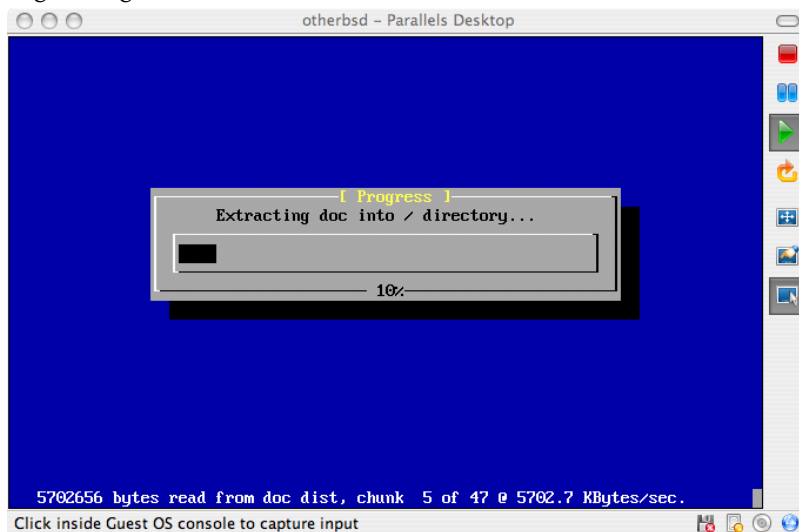 otherbsd – Parallels Desktop
[ Progress ]
Extracting doc into / directory...
10%
5702656 bytes read from doc dist, chunk 5 of 47 @ 5702.7 KBytes/sec.
Click inside Guest OS console to capture input